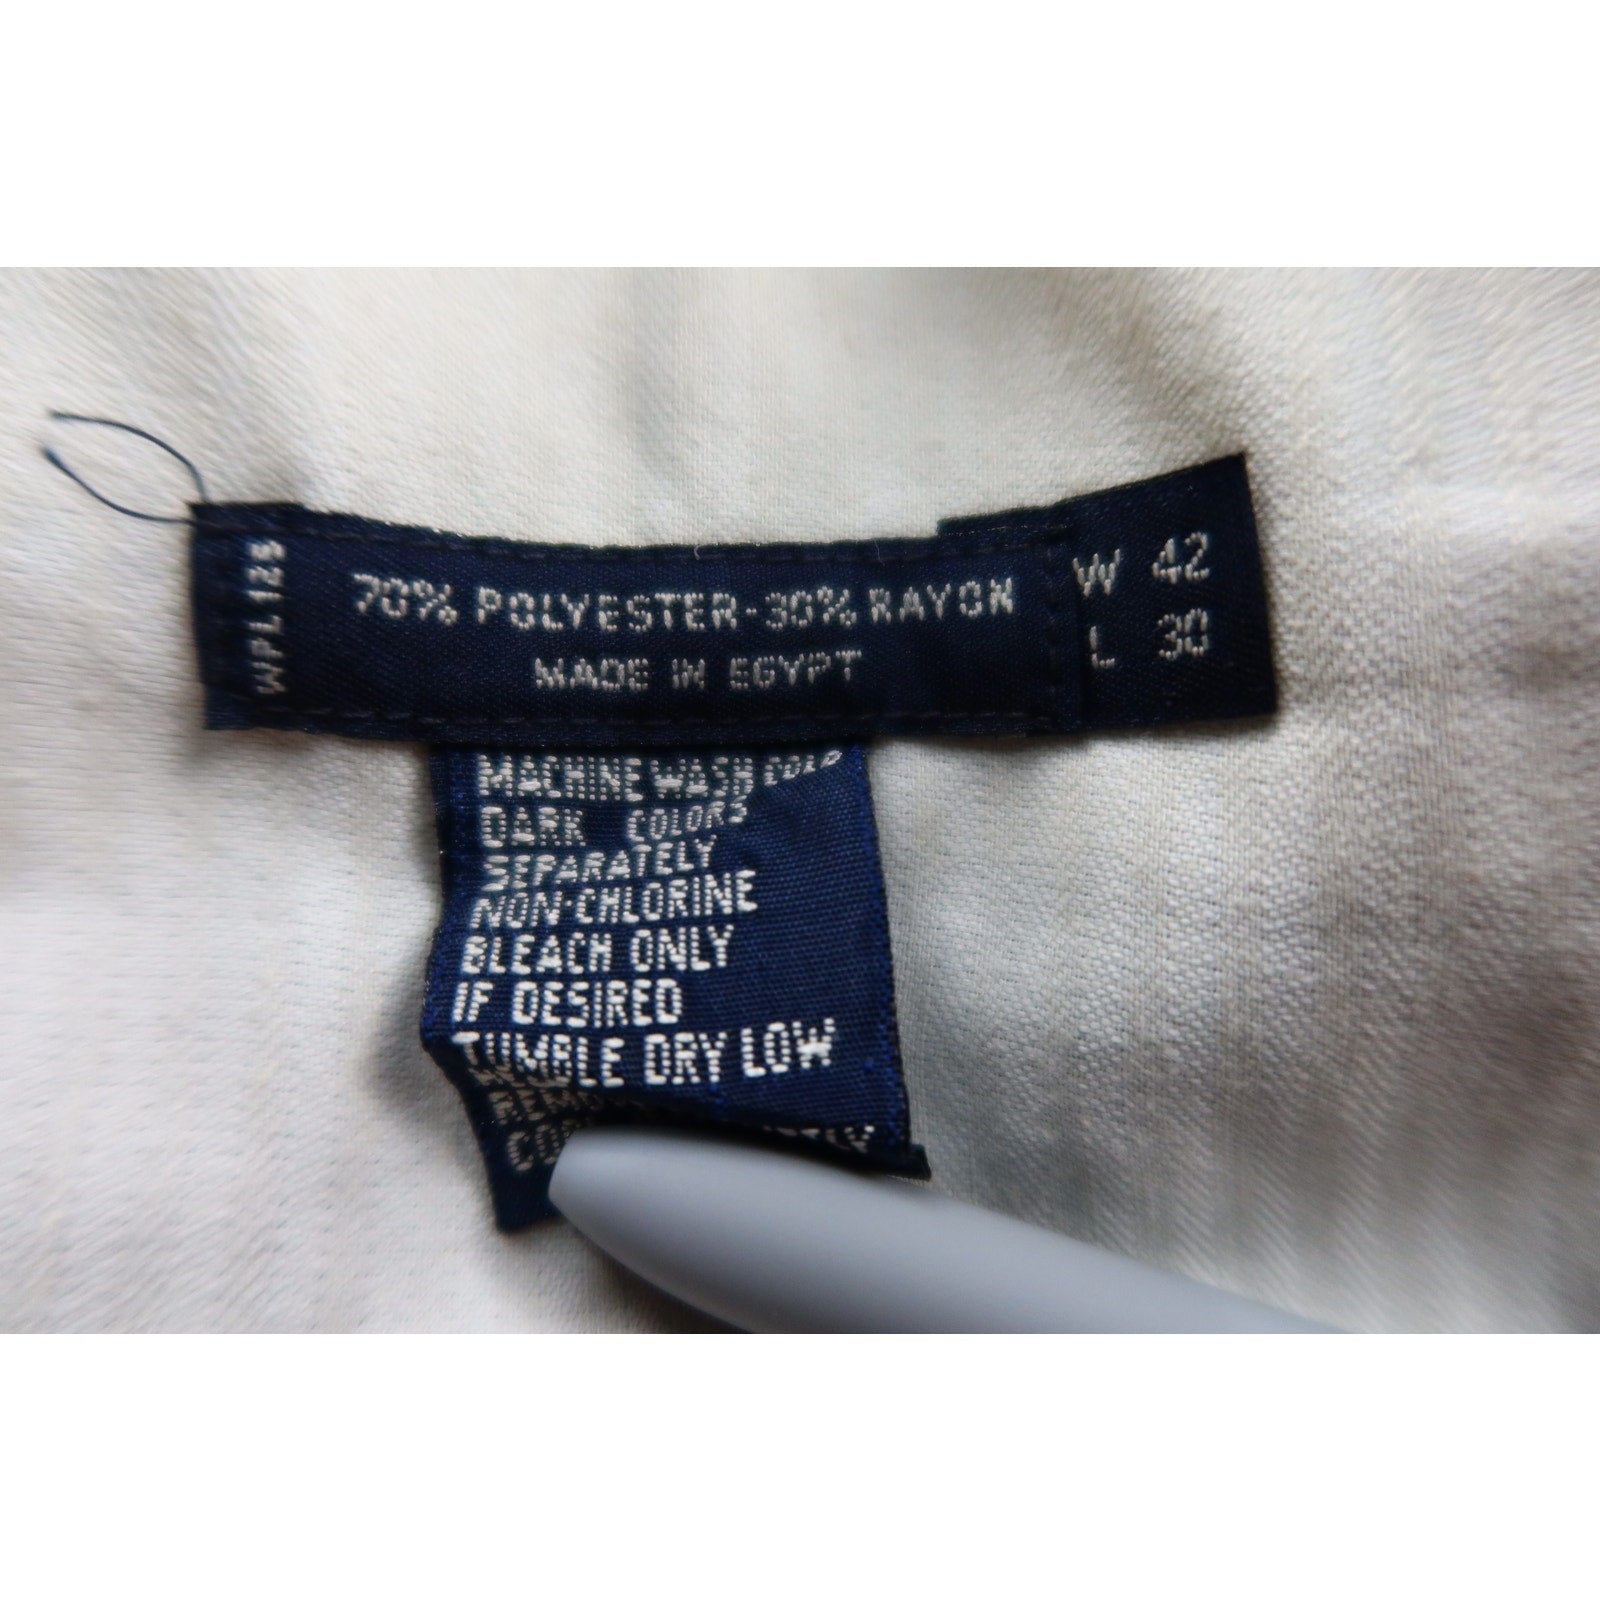 WPL
70% POLYESTER-30% RAYON
MADE IN EGYPT
W 42
L 30
MACHINE WASH COLD
DARK COLORS
SEPARATELY
NON-CHLORINE
BLEACH ONLY
IF DESIRED
TUMBLE DRY LOW